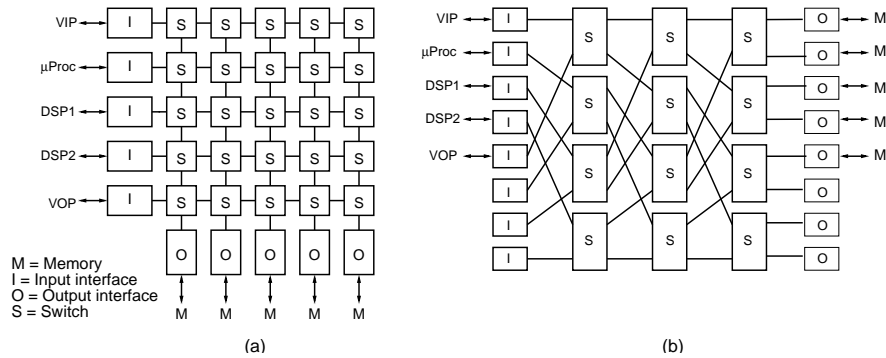 VIP I S S S S S
μProc I S S S S S
DSP1 I S S S S S
DSP2 I S S S S S
VOP I S S S S S
O O O O O
M M M M M
M = Memory
I = Input interface
O = Output interface
S = Switch
(a)
VIP I S S S O M
μProc I O M
DSP1 I S S S O M
DSP2 I O M
VOP I S S S O M
I O
I S S S O
I O
(b)